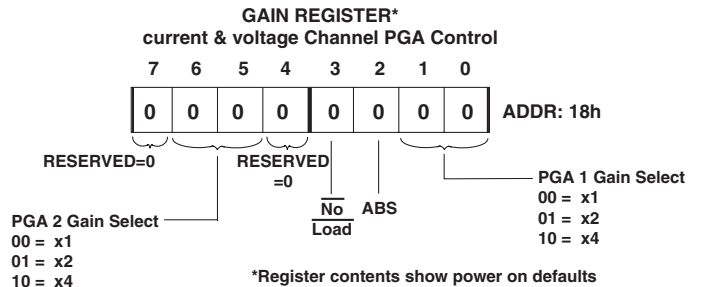 GAIN REGISTER*
current & voltage Channel PGA Control
7 6 5 4 3 2 1 0
0 0 0 0 0 0 0 0 ADDR: 18h
RESERVED=0
RESERVED
=0
No
Load
ABS
PGA 1 Gain Select
00 = x1
01 = x2
10 = x4
PGA 2 Gain Select
00 = x1
01 = x2
10 = x4
*Register contents show power on defaults